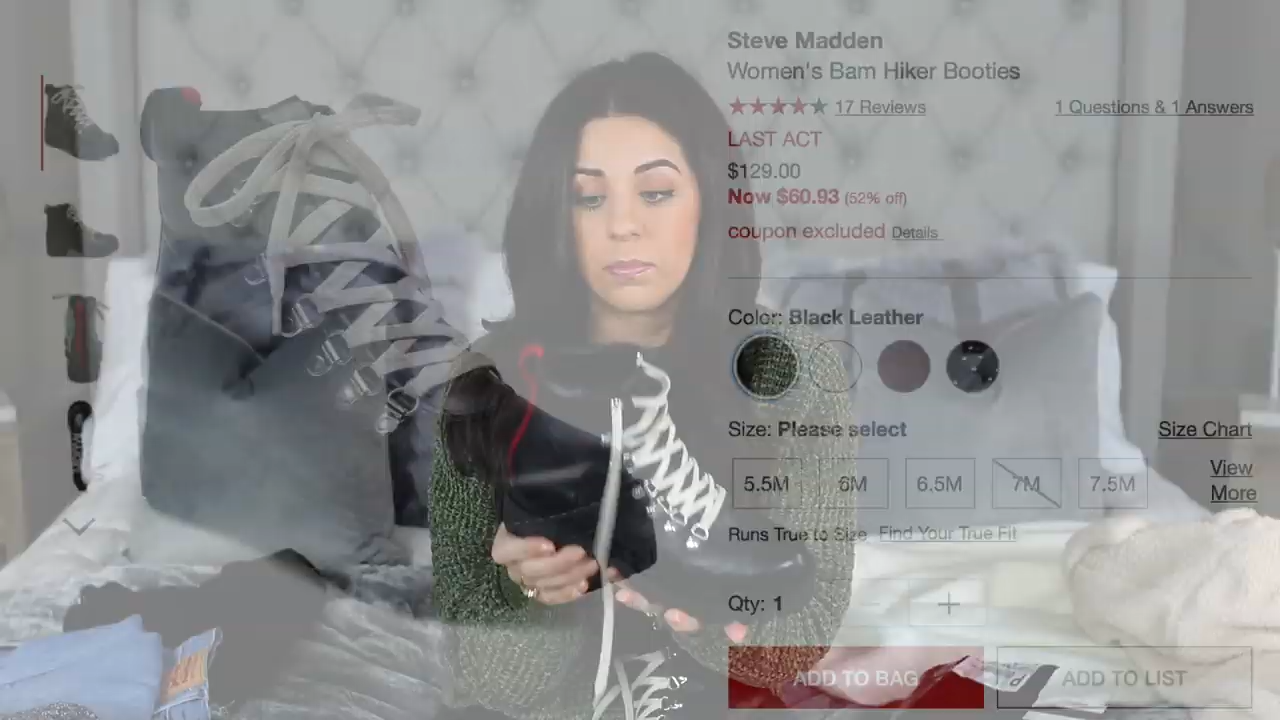 Steve Madden
Women's Bam Hiker Booties
17 Reviews
1 Questions & 1 Answers
LAST ACT
$129.00
Now $60.93 (52% off)
coupon excluded Details
Color: Black Leather
Size: Please select
Size Chart
5.5M 6M 6.5M 7M 7.5M
View
More
Runs True to Size Find Your True Fit
Qty: 1
ADD TO BAG
ADD TO LIST